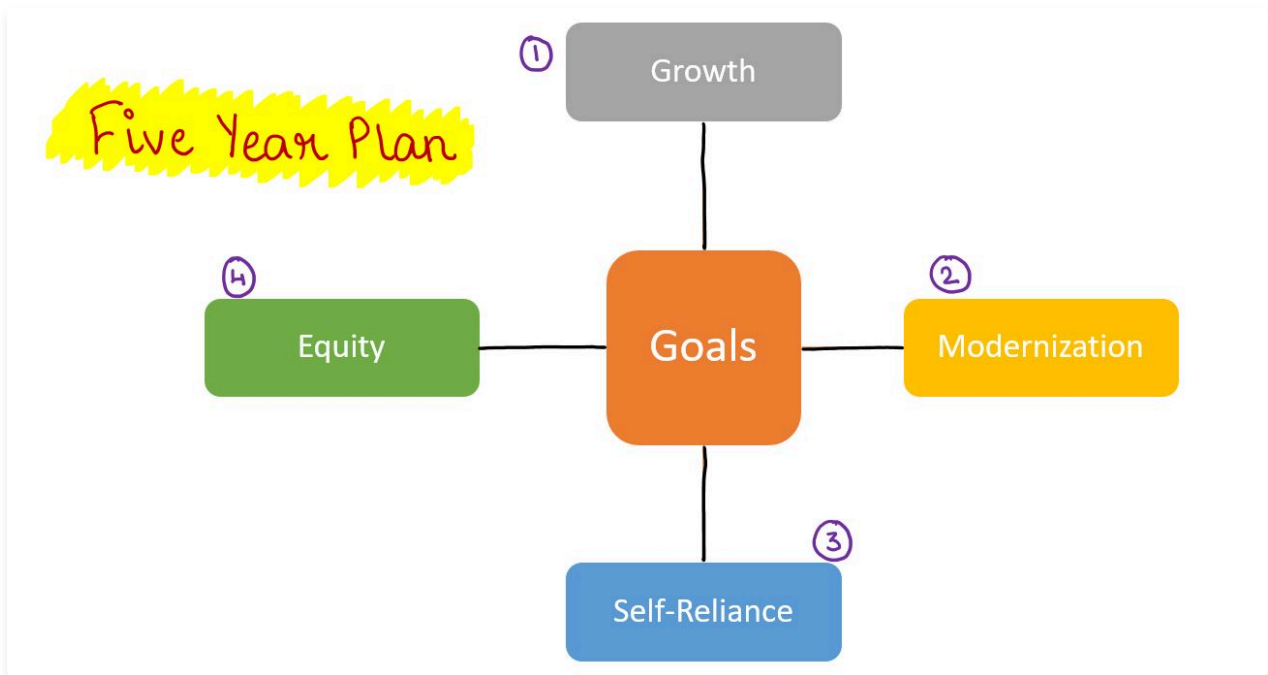 ① Growth
Five Year Plan
④ ②
Equity Goals Modernization
③
Self-Reliance